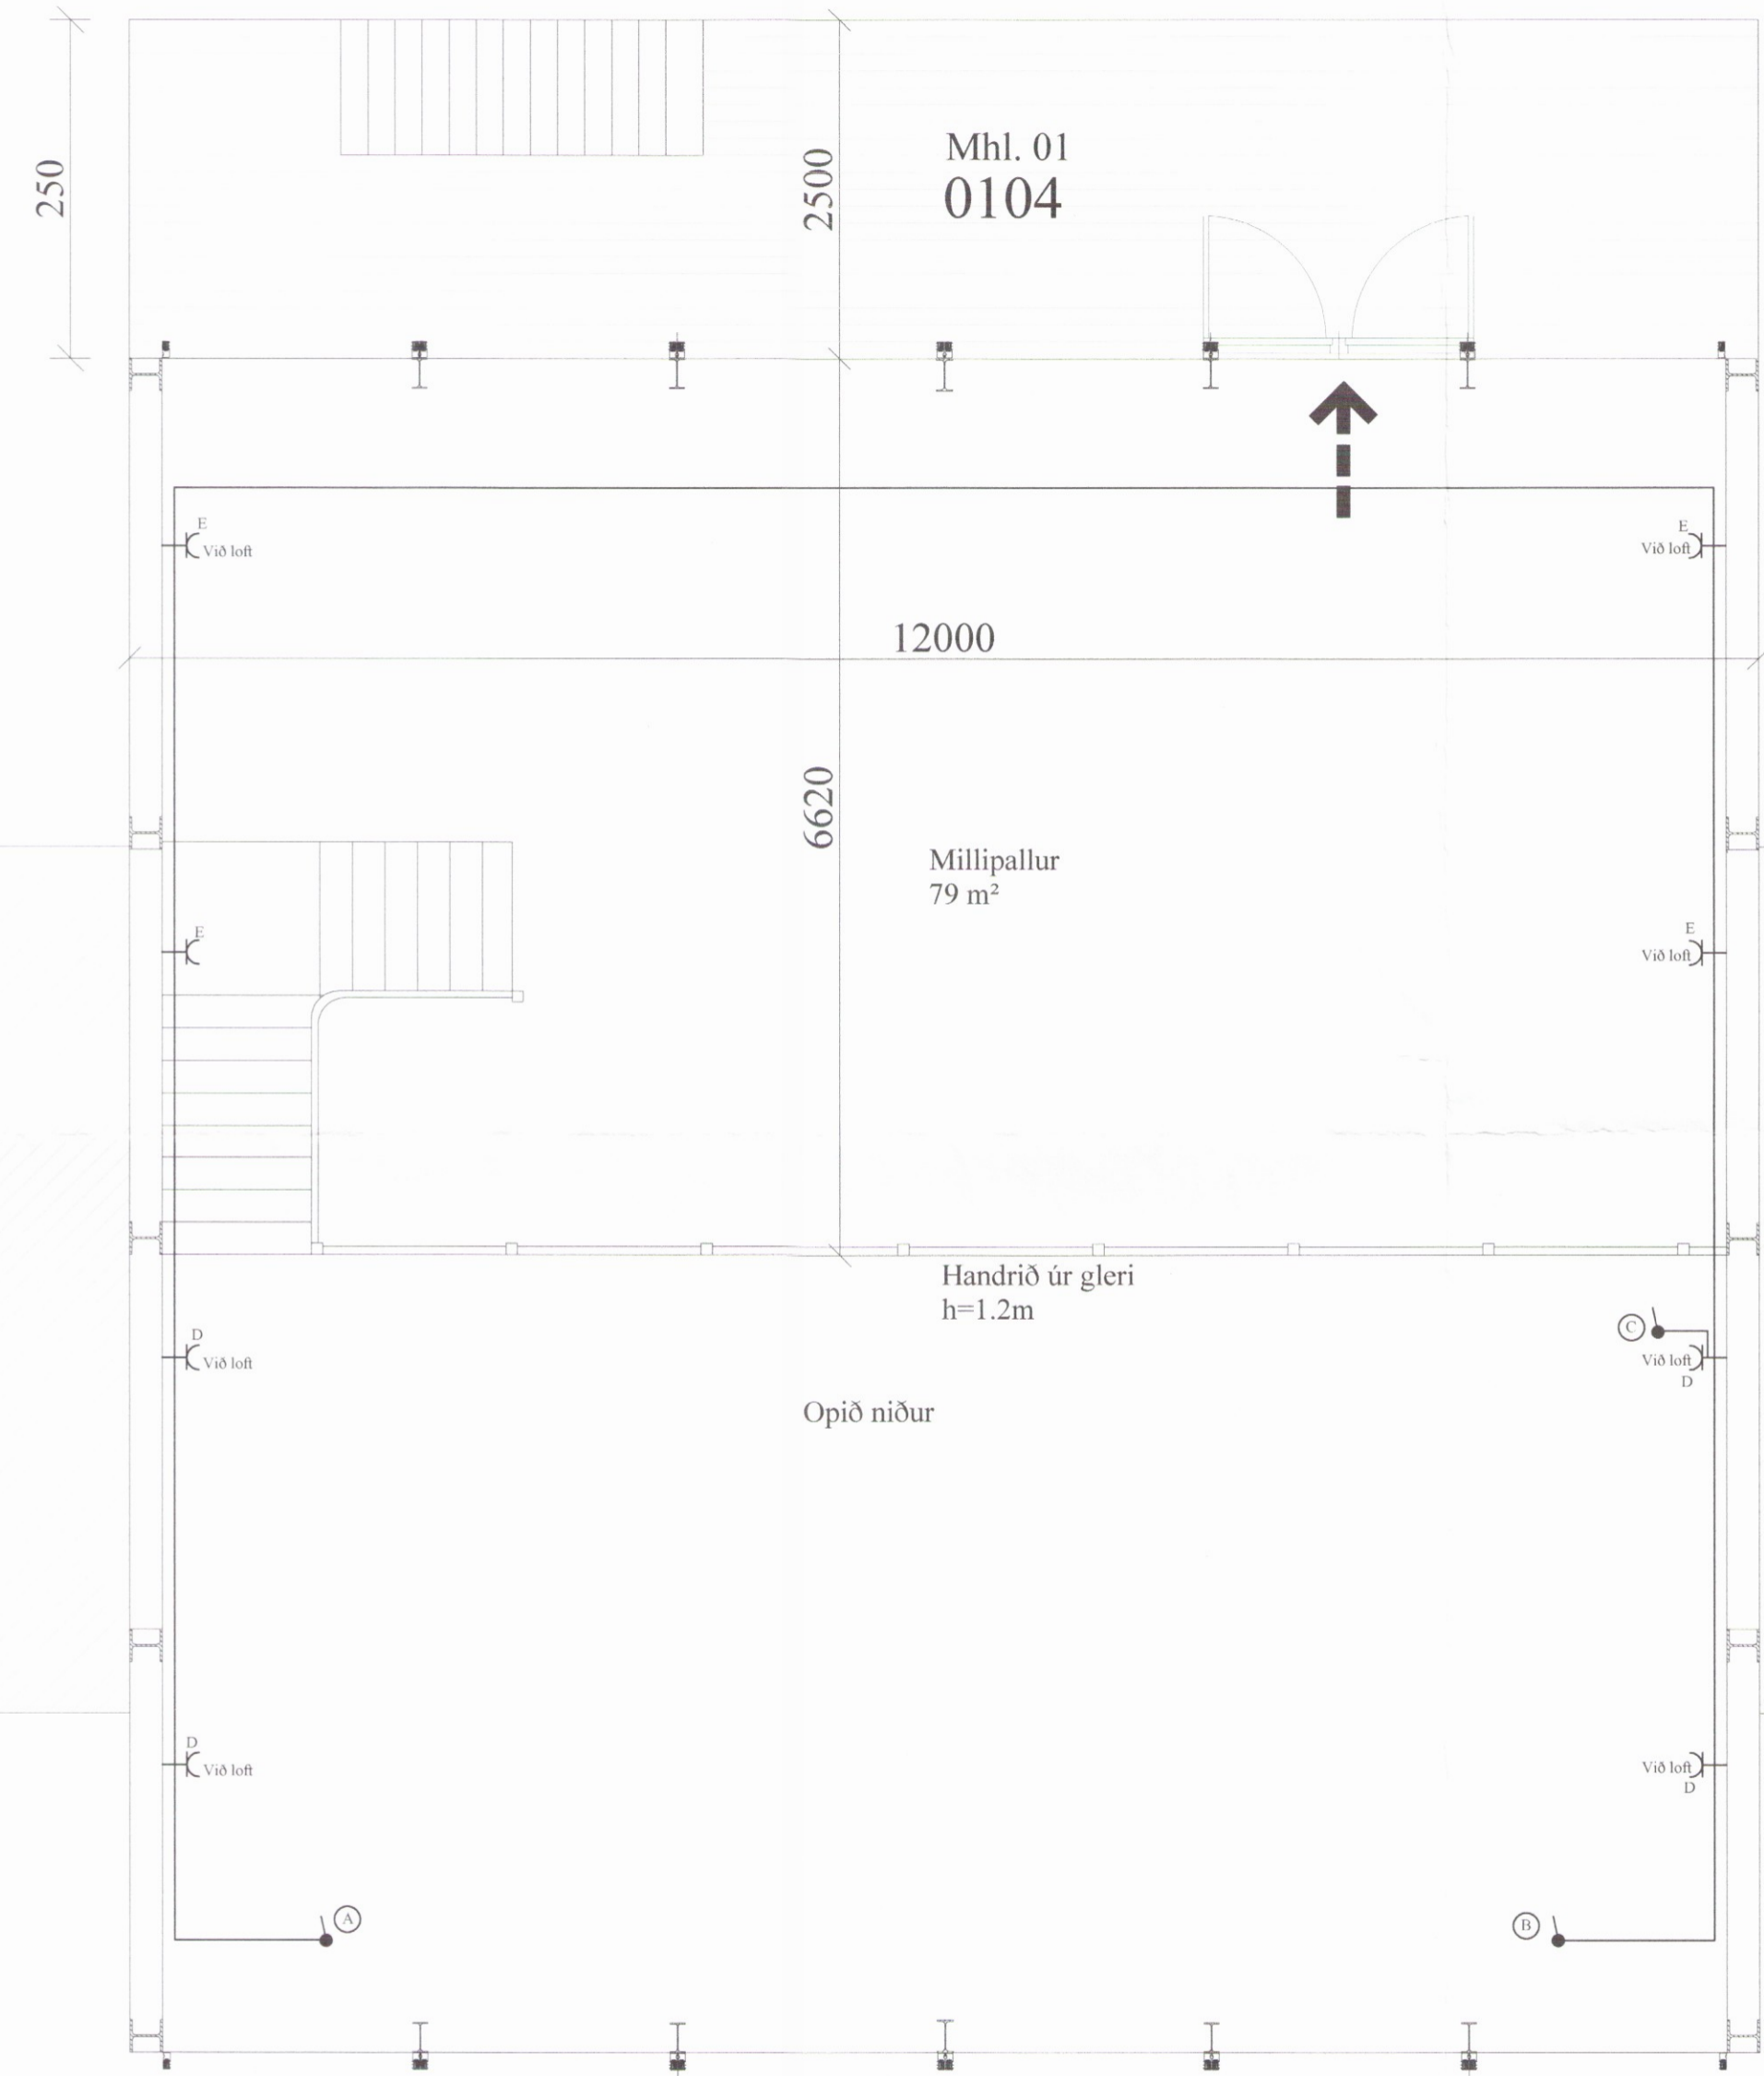 250
2500
Mhl. 01
0104
E
Við loft
E
Við loft
12000
6620
Millipallur
79 m²
E
E
Við loft
Handrið úr gleri
h=1.2m
C
D
Við loft
Við loft
D
Opið niður
D
Við loft
Við loft
D
A
B